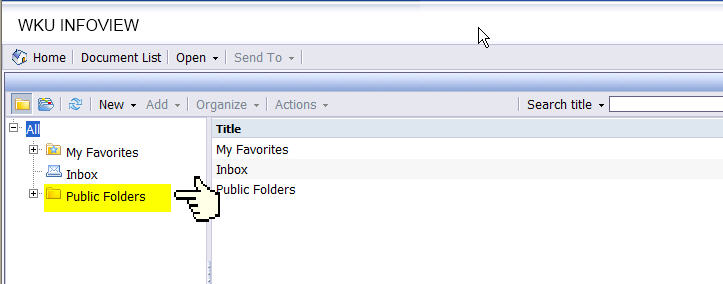 WKU INFOVIEW
Home Document List Open Send To
New Add Organize Actions Search title
All
My Favorites
Inbox
Public Folders
Title
My Favorites
Inbox
Public Folders